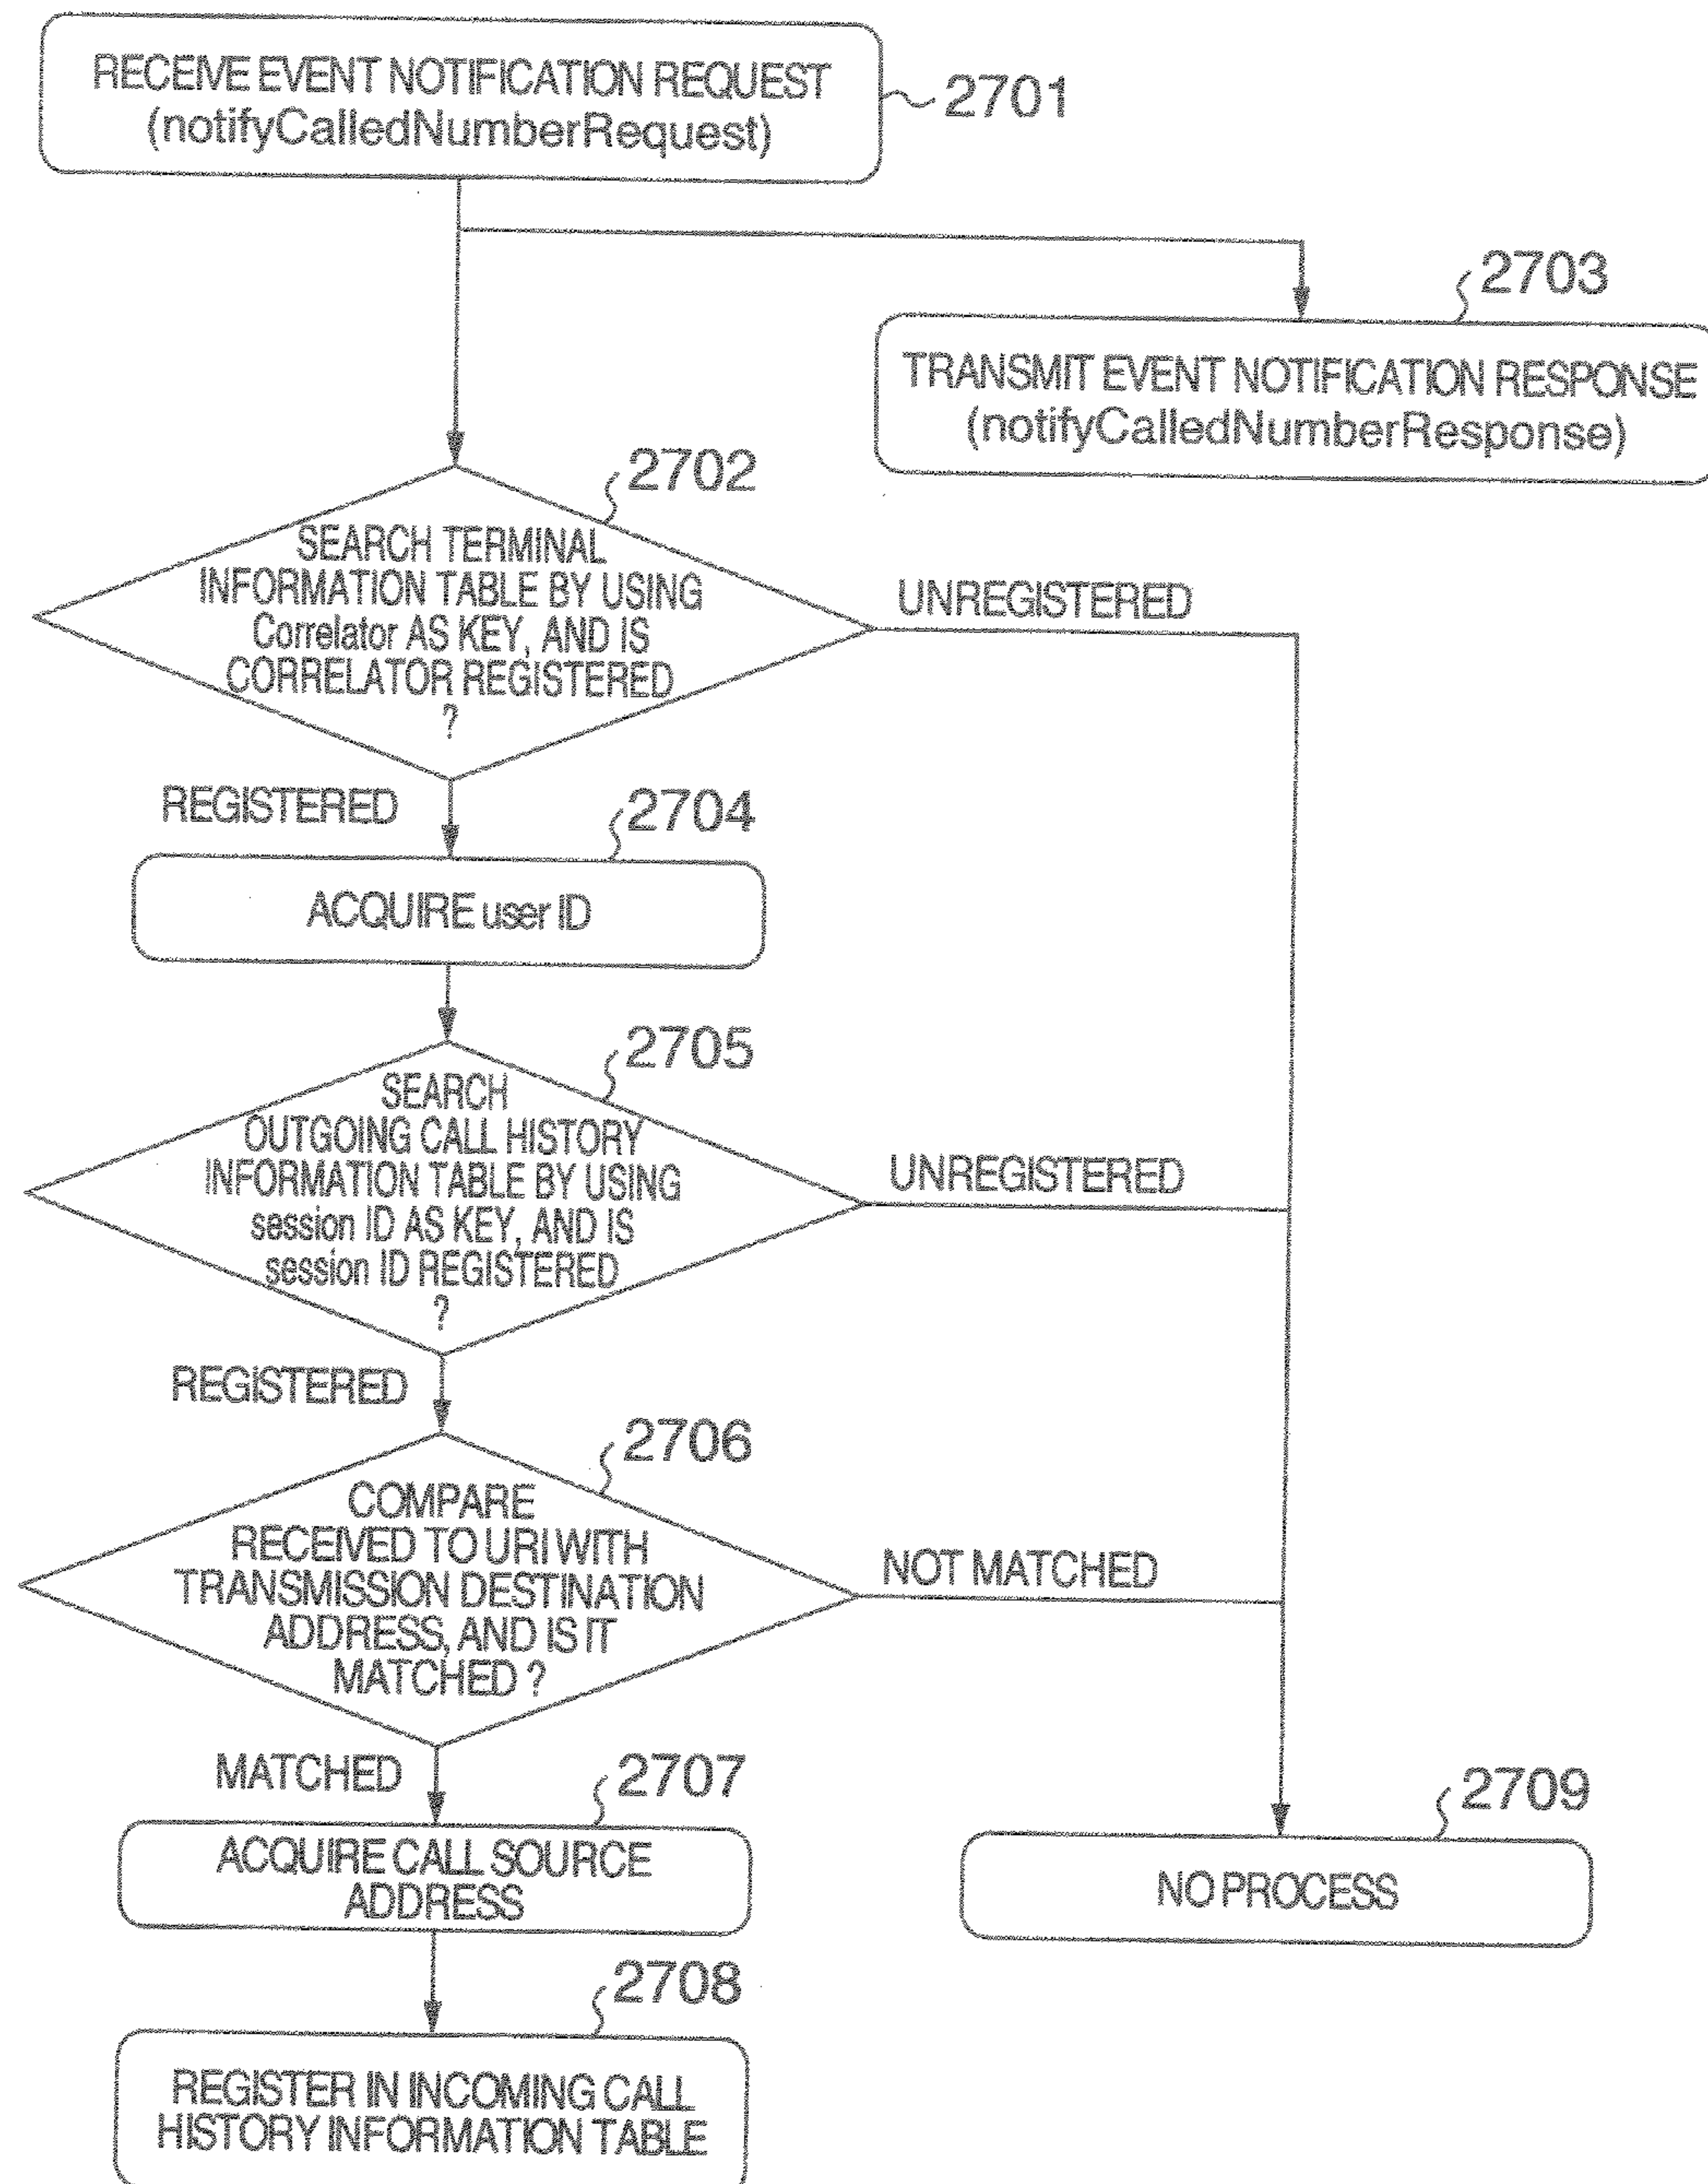 RECEIVE EVENT NOTIFICATION REQUEST
(notifyCalledNumberRequest)
2701
2703
TRANSMIT EVENT NOTIFICATION RESPONSE
(notifyCalledNumberResponse)
2702
SEARCH TERMINAL
INFORMATION TABLE BY USING
Correlator AS KEY, AND IS
CORRELATOR REGISTERED
?
UNREGISTERED
REGISTERED
2704
ACQUIRE user ID
2705
SEARCH
OUTGOING CALL HISTORY
INFORMATION TABLE BY USING
session ID AS KEY, AND IS
session ID REGISTERED
?
UNREGISTERED
REGISTERED
2706
COMPARE
RECEIVED TO URI WITH
TRANSMISSION DESTINATION
ADDRESS, AND IS IT
MATCHED ?
NOT MATCHED
MATCHED
2707
ACQUIRE CALL SOURCE
ADDRESS
2709
NO PROCESS
2708
REGISTER IN INCOMING CALL
HISTORY INFORMATION TABLE